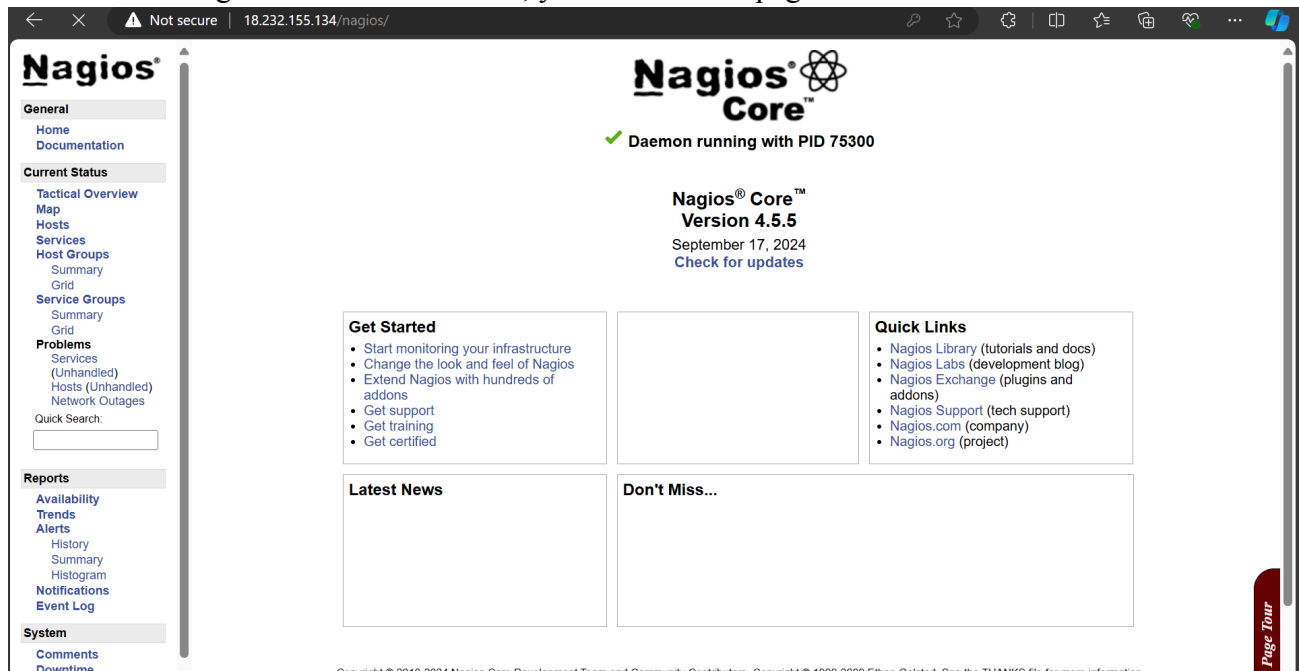 Not secure
18.232.155.134/nagios/
Nagios®
General
Home
Documentation
Current Status
Tactical Overview
Map
Hosts
Services
Host Groups
Summary
Grid
Service Groups
Summary
Grid
Problems
Services
(Unhandled)
Hosts (Unhandled)
Network Outages
Quick Search:
Reports
Availability
Trends
Alerts
History
Summary
Histogram
Notifications
Event Log
System
Comments
Downtime
Nagios®
Core™
Daemon running with PID 75300
Nagios® Core™
Version 4.5.5
September 17, 2024
Check for updates
Get Started
• Start monitoring your infrastructure
• Change the look and feel of Nagios
• Extend Nagios with hundreds of
addons
• Get support
• Get training
• Get certified
Quick Links
• Nagios Library (tutorials and docs)
• Nagios Labs (development blog)
• Nagios Exchange (plugins and
addons)
• Nagios Support (tech support)
• Nagios.com (company)
• Nagios.org (project)
Latest News
Don't Miss...
Page Tour